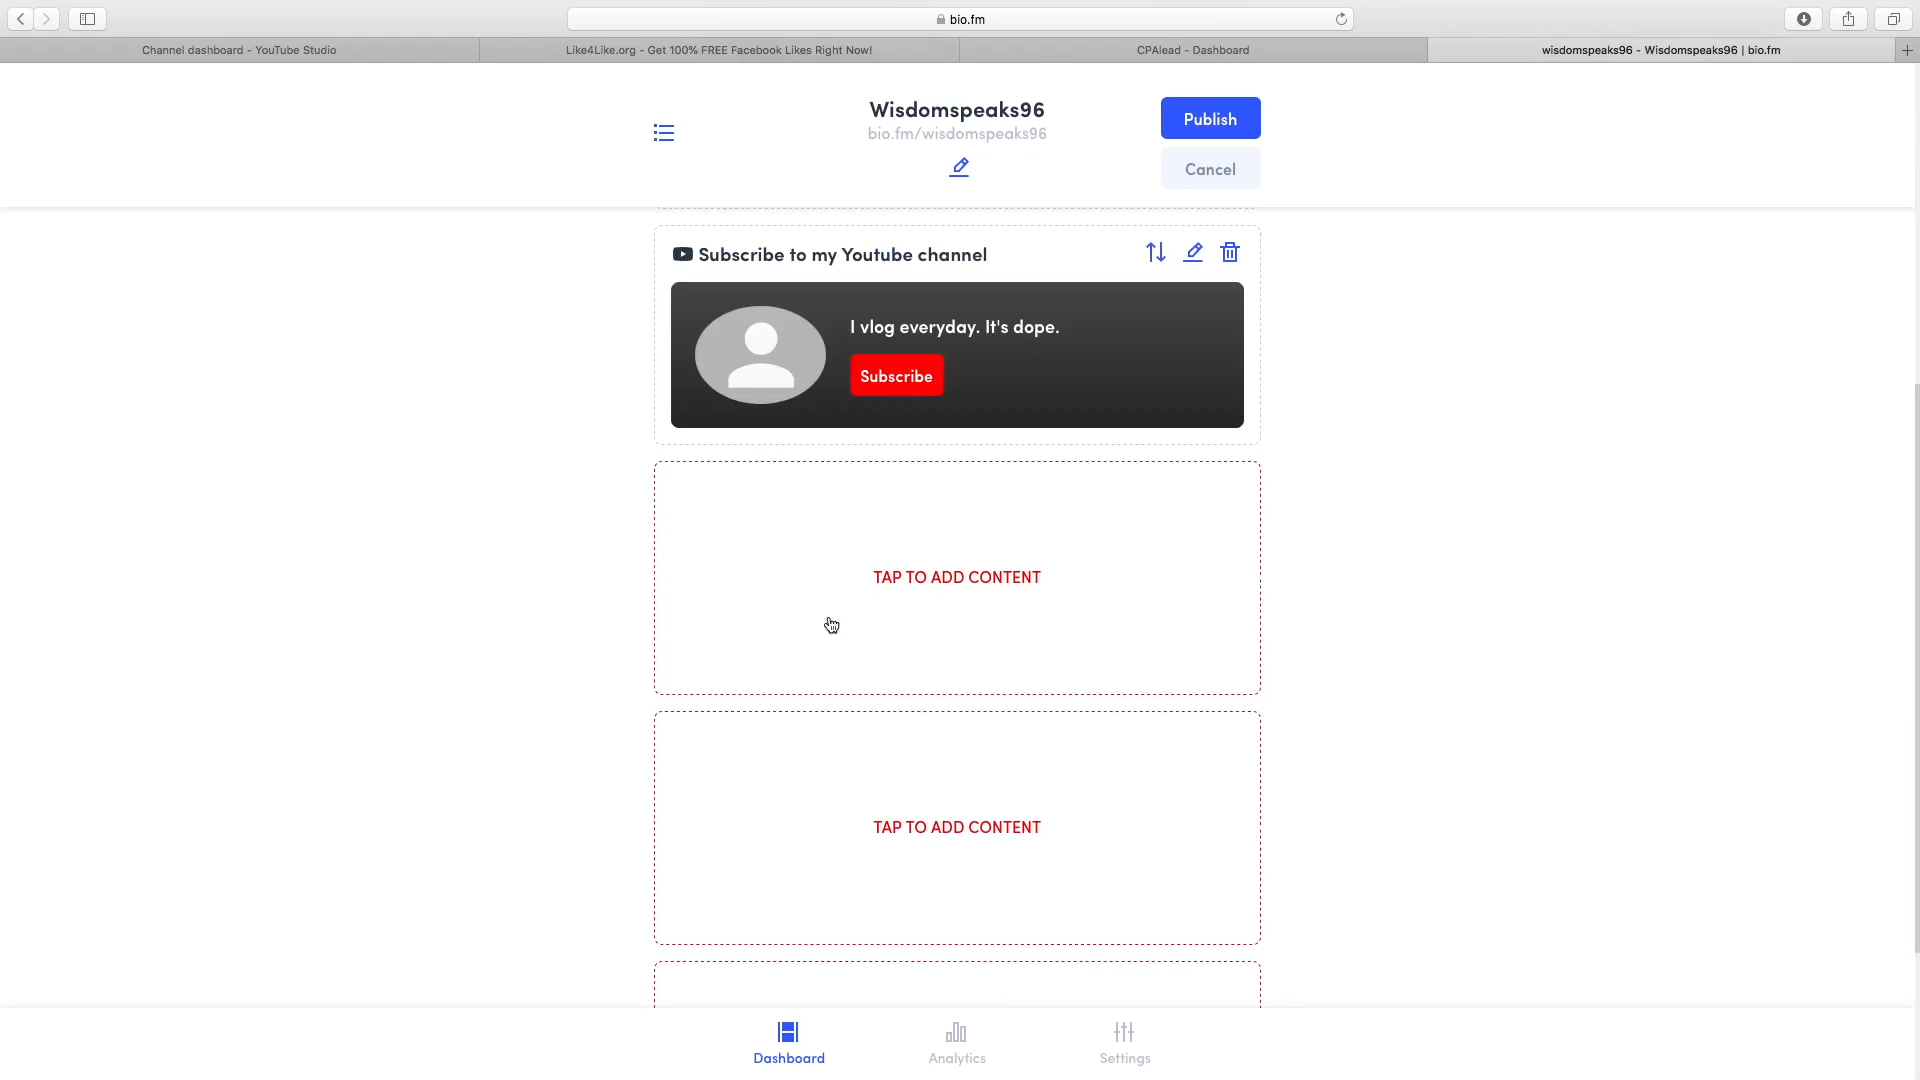 bio.fm
Channel dashboard - YouTube Studio
Like4Like.org - Get 100% FREE Facebook Likes Right Now!
CPAlead - Dashboard
wisdomspeaks96 - Wisdomspeaks96 | bio.fm
Wisdomspeaks96
bio.fm/wisdomspeaks96
Publish
Cancel
Subscribe to my Youtube channel
I vlog everyday. It's dope.
Subscribe
TAP TO ADD CONTENT
TAP TO ADD CONTENT
Dashboard
Analytics
Settings